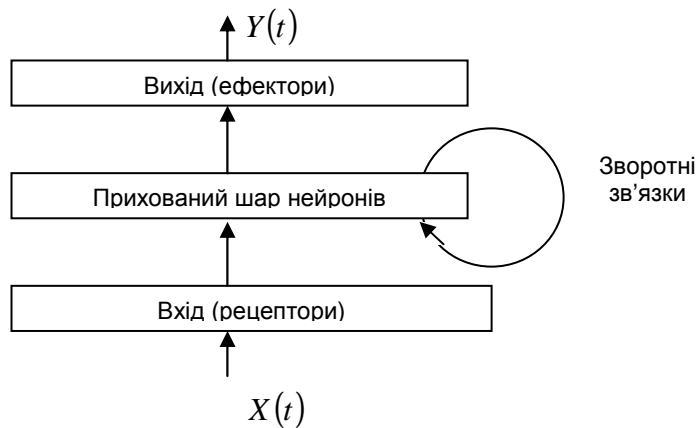 Y(t)
Вихід (ефектори)
Прихований шар нейронів
Зворотні
зв’язки
Вхід (рецептори)
X(t)